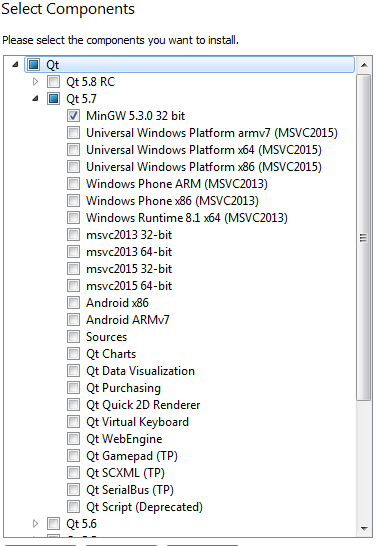 Select Components
Please select the components you want to install.
Qt
Qt 5.8 RC
Qt 5.7
MinGW 5.3.0 32 bit
Universal Windows Platform armv7 (MSVC2015)
Universal Windows Platform x64 (MSVC2015)
Universal Windows Platform x86 (MSVC2015)
Windows Phone ARM (MSVC2013)
Windows Phone x86 (MSVC2013)
Windows Runtime 8.1 x64 (MSVC2013)
msvc2013 32-bit
msvc2013 64-bit
msvc2015 32-bit
msvc2015 64-bit
Android x86
Android ARMv7
Sources
Qt Charts
Qt Data Visualization
Qt Purchasing
Qt Quick 2D Renderer
Qt Virtual Keyboard
Qt WebEngine
Qt Gamepad (TP)
Qt SCXML (TP)
Qt SerialBus (TP)
Qt Script (Deprecated)
Qt 5.6